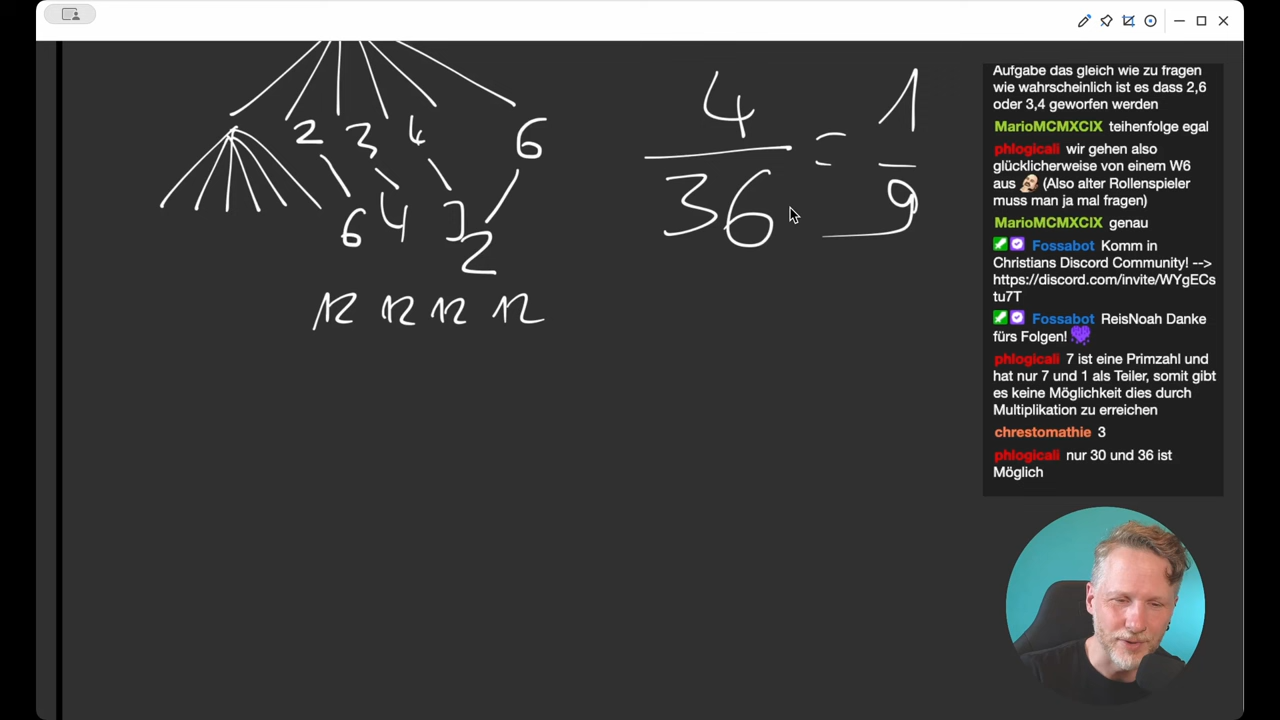 2 3 4 6
6 4 3 2
12 12 12 12
4
36
=
1
9
Aufgabe das gleich wie zu fragen
wie wahrscheinlich ist es dass 2,6
oder 3,4 geworfen werden
MarioMCMXCIX teihenfolge egal
phlogicali wir gehen also
glücklicherweise von einem W6
aus (Also alter Rollenspieler
muss man ja mal fragen)
MarioMCMXCIX genau
Fossabot Komm in
Christians Discord Community! -->
https://discord.com/invite/WYgECs
tu7T
Fossabot ReisNoah Danke
fürs Folgen!
phlogicali 7 ist eine Primzahl und
hat nur 7 und 1 als Teiler, somit gibt
es keine Möglichkeit dies durch
Multiplikation zu erreichen
chrestomathie 3
phlogicali nur 30 und 36 ist
Möglich